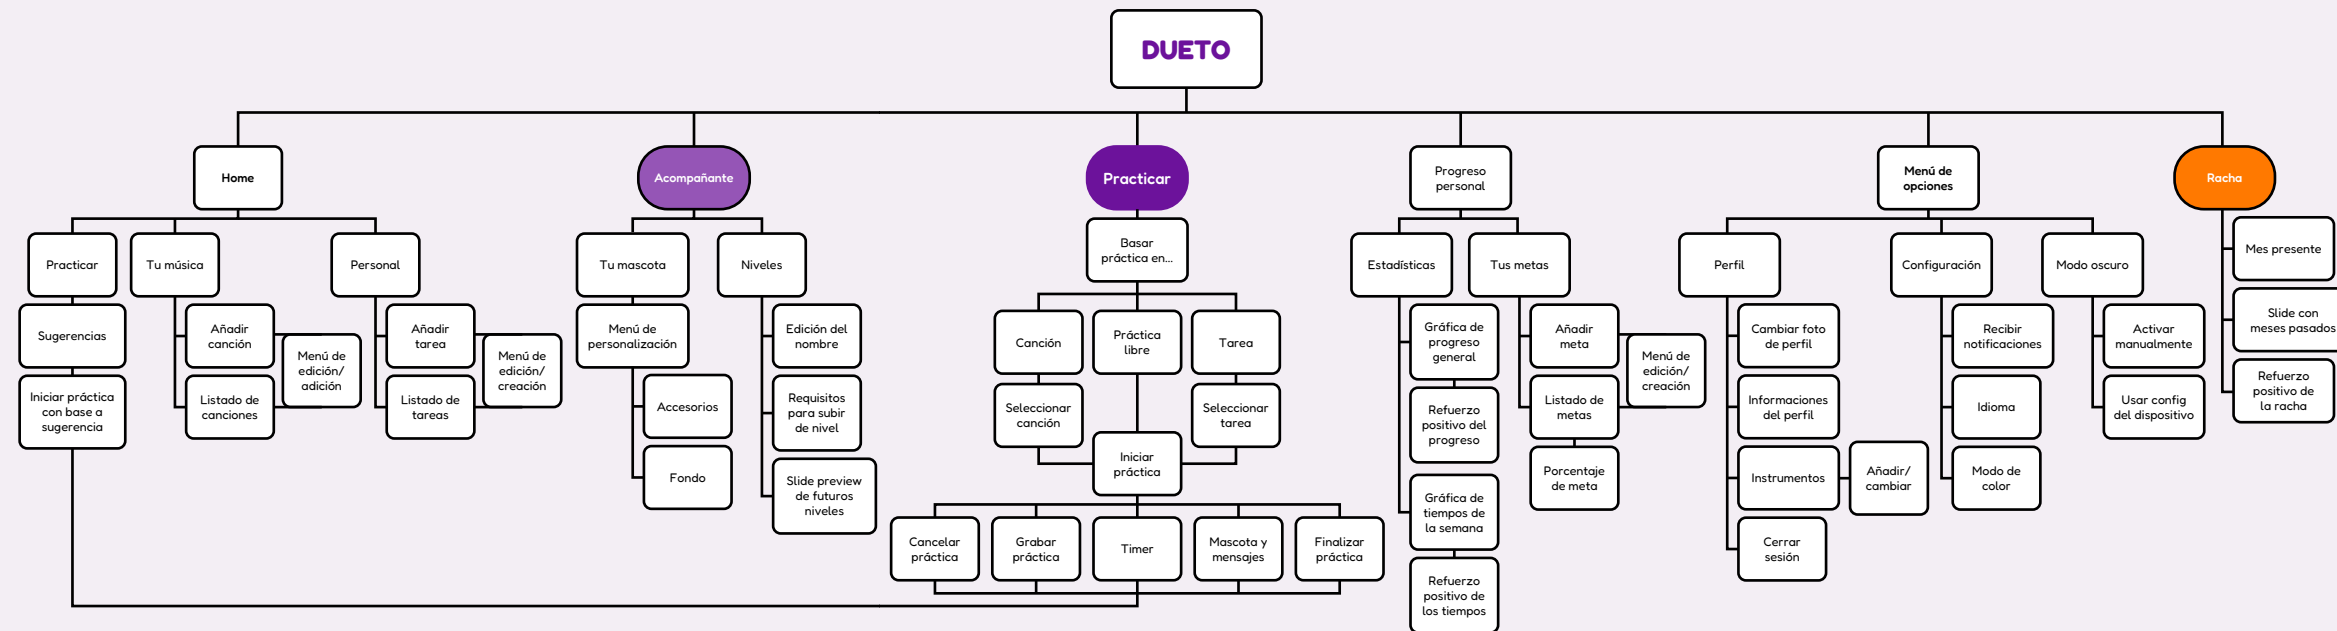 DUETO
Home
Acompañante
Practicar
Progreso
personal
Menú de
opciones
Racha
Practicar
Sugerencias
Iniciar práctica
con base a
sugerencia
Tu música
Añadir
canción
Listado de
canciones
Menú de
edición/
adición
Personal
Añadir
tarea
Listado de
tareas
Menú de
edición/
creación
Tu mascota
Menú de
personalización
Accesorios
Fondo
Niveles
Edición del
nombre
Requisitos
para subir
de nivel
Slide preview
de futuros
niveles
Basar
práctica en...
Canción
Práctica
libre
Tarea
Seleccionar
canción
Seleccionar
tarea
Iniciar
práctica
Cancelar
práctica
Grabar
práctica
Timer
Mascota y
mensajes
Finalizar
práctica
Estadísticas
Gráfica de
progreso
general
Refuerzo
positivo del
progreso
Gráfica de
tiempos de
la semana
Refuerzo
positivo de
los tiempos
Tus metas
Añadir
meta
Listado de
metas
Porcentaje
de meta
Menú de
edición/
creación
Perfil
Cambiar foto
de perfil
Informaciones
del perfil
Instrumentos
Añadir/
cambiar
Cerrar
sesión
Configuración
Recibir
notificaciones
Idioma
Modo de
color
Modo oscuro
Activar
manualmente
Usar config
del dispositivo
Mes presente
Slide con
meses pasados
Refuerzo
positivo de
la racha